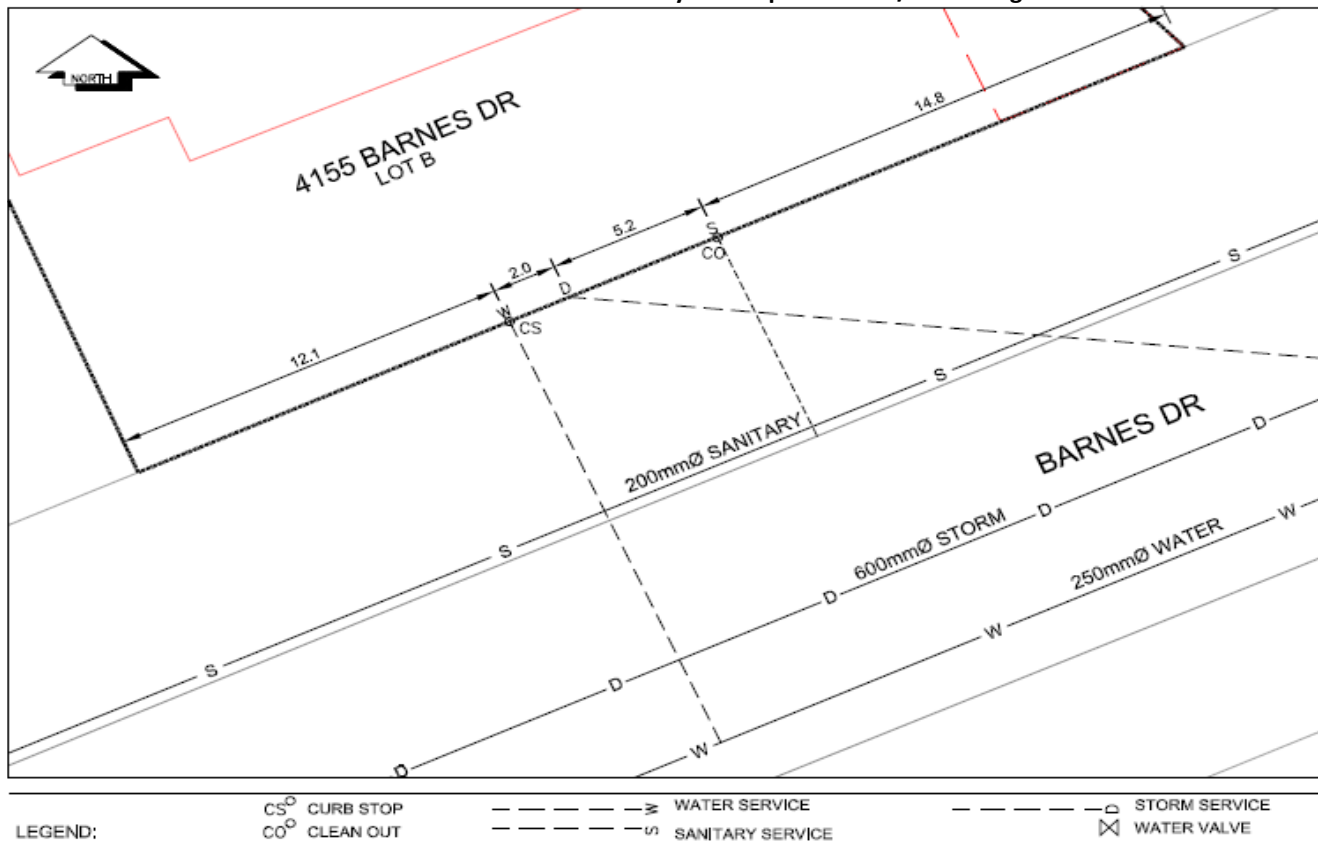 NORTH
4155 BARNES DR
LOT B
14.8
5.2
2.0
12.1
S
CO
D
W
CS
S
S
200mmØ SANITARY
S
S
BARNES DR
D
D
600mmØ STORM
D
D
D
W
250mmØ WATER
W
W
LEGEND:
CS CURB STOP
CO CLEAN OUT
W WATER SERVICE
S SANITARY SERVICE
D STORM SERVICE
WATER VALVE